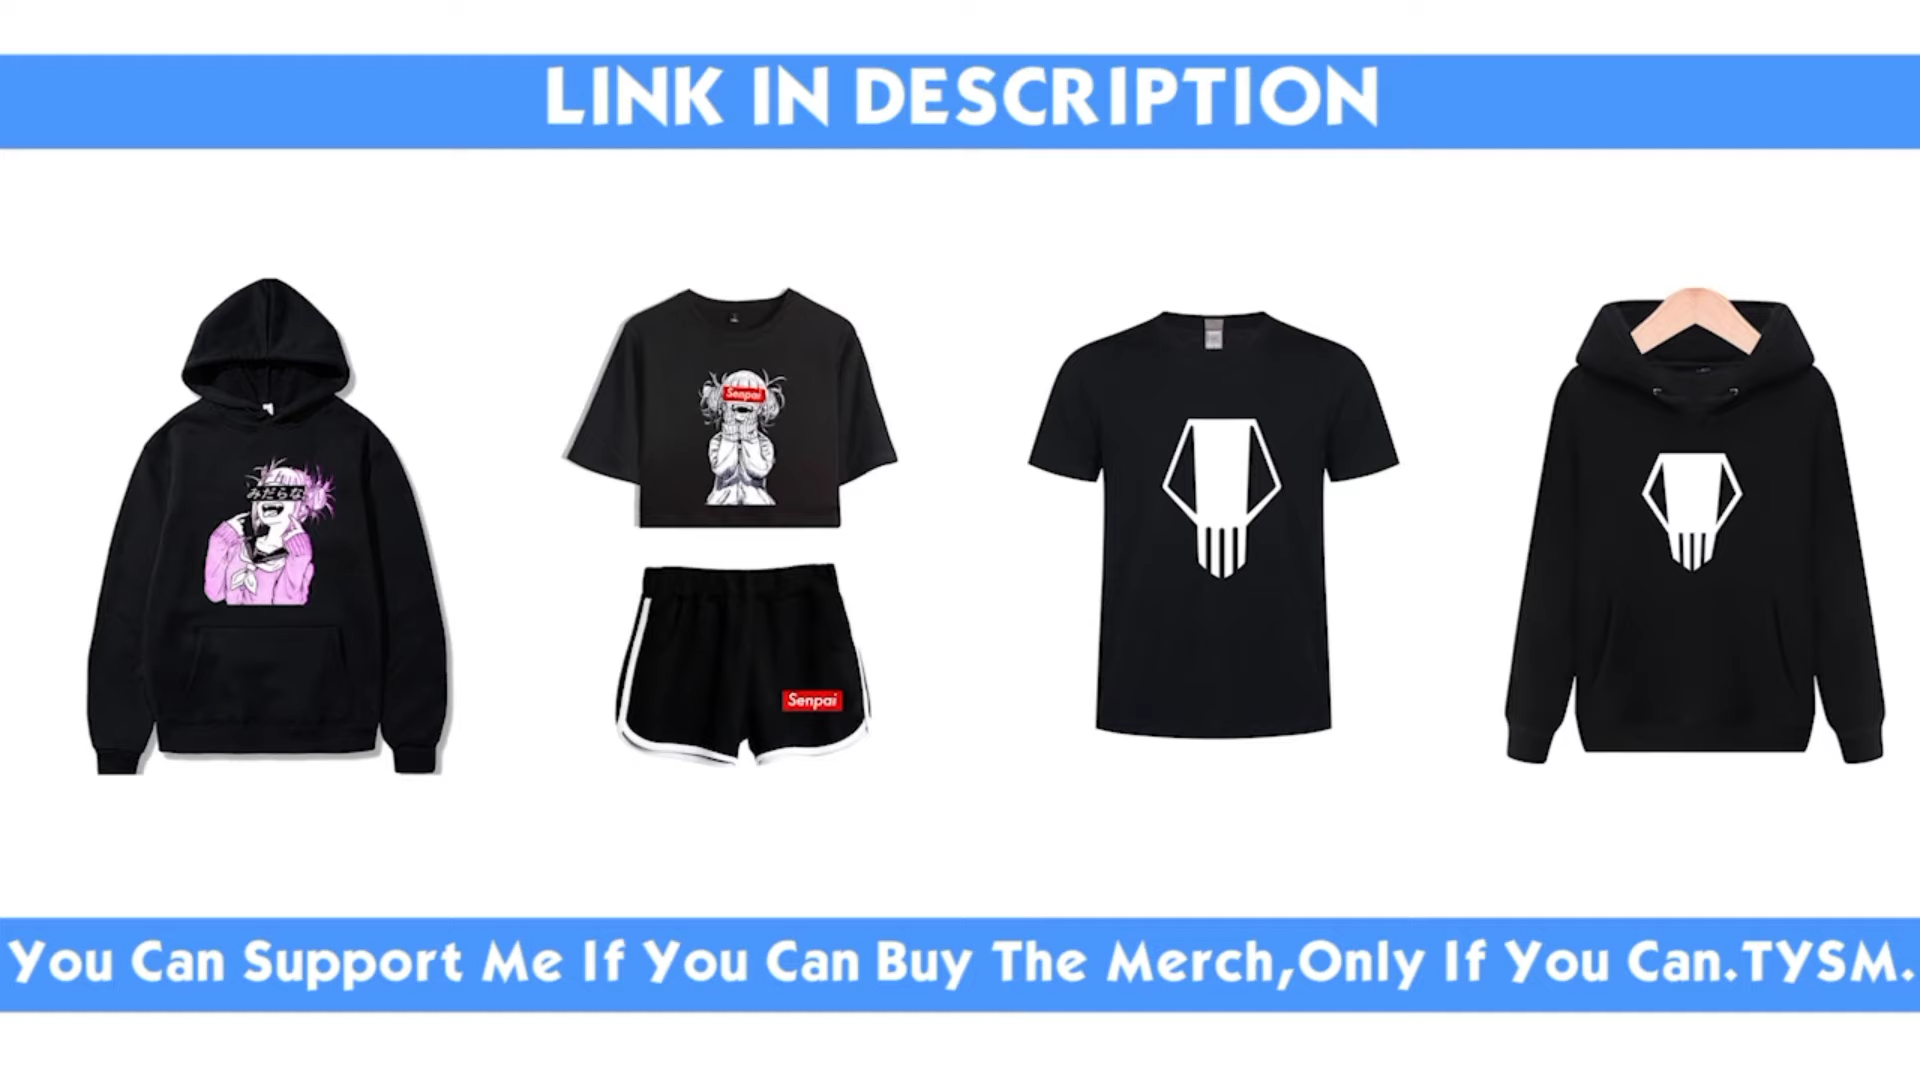 LINK IN DESCRIPTION
みだらな
Senpai
Senpai
You Can Support Me If You Can Buy The Merch,Only If You Can.TYSM.